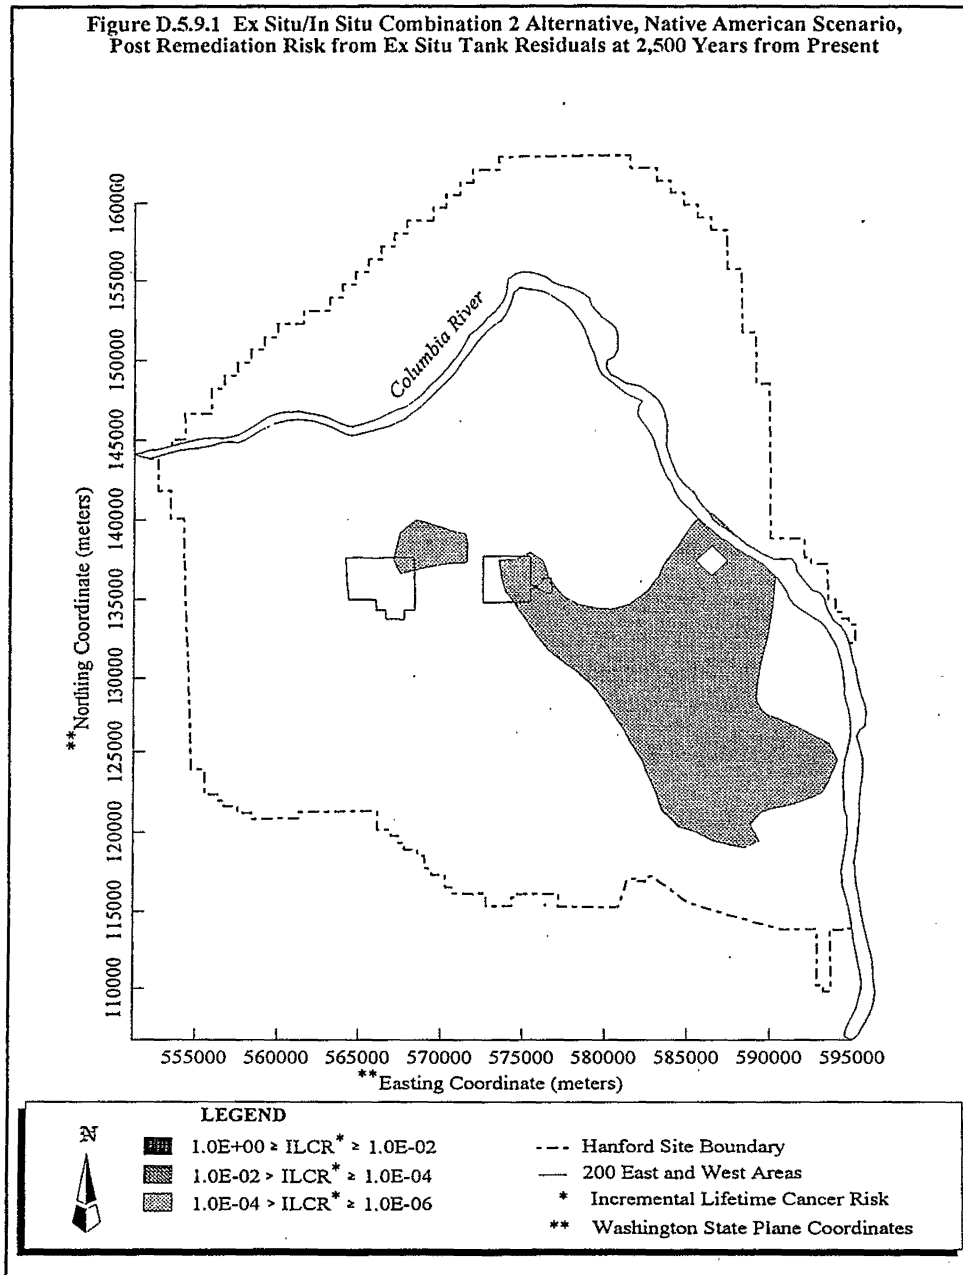 Figure D.5.9.1 Ex Situ/In Situ Combination 2 Alternative, Native American Scenario,
Post Remediation Risk from Ex Situ Tank Residuals at 2,500 Years from Present
160000
155000
150000
145000
140000
135000
130000
125000
120000
115000
110000
**Northing Coordinate (meters)
Columbia River
555000 560000 565000 570000 575000 580000 585000 590000 595000
**Easting Coordinate (meters)
LEGEND
N
1.0E+00 ≥ ILCR* ≥ 1.0E-02
1.0E-02 > ILCR* ≥ 1.0E-04
1.0E-04 > ILCR* ≥ 1.0E-06
Hanford Site Boundary
200 East and West Areas
* Incremental Lifetime Cancer Risk
** Washington State Plane Coordinates